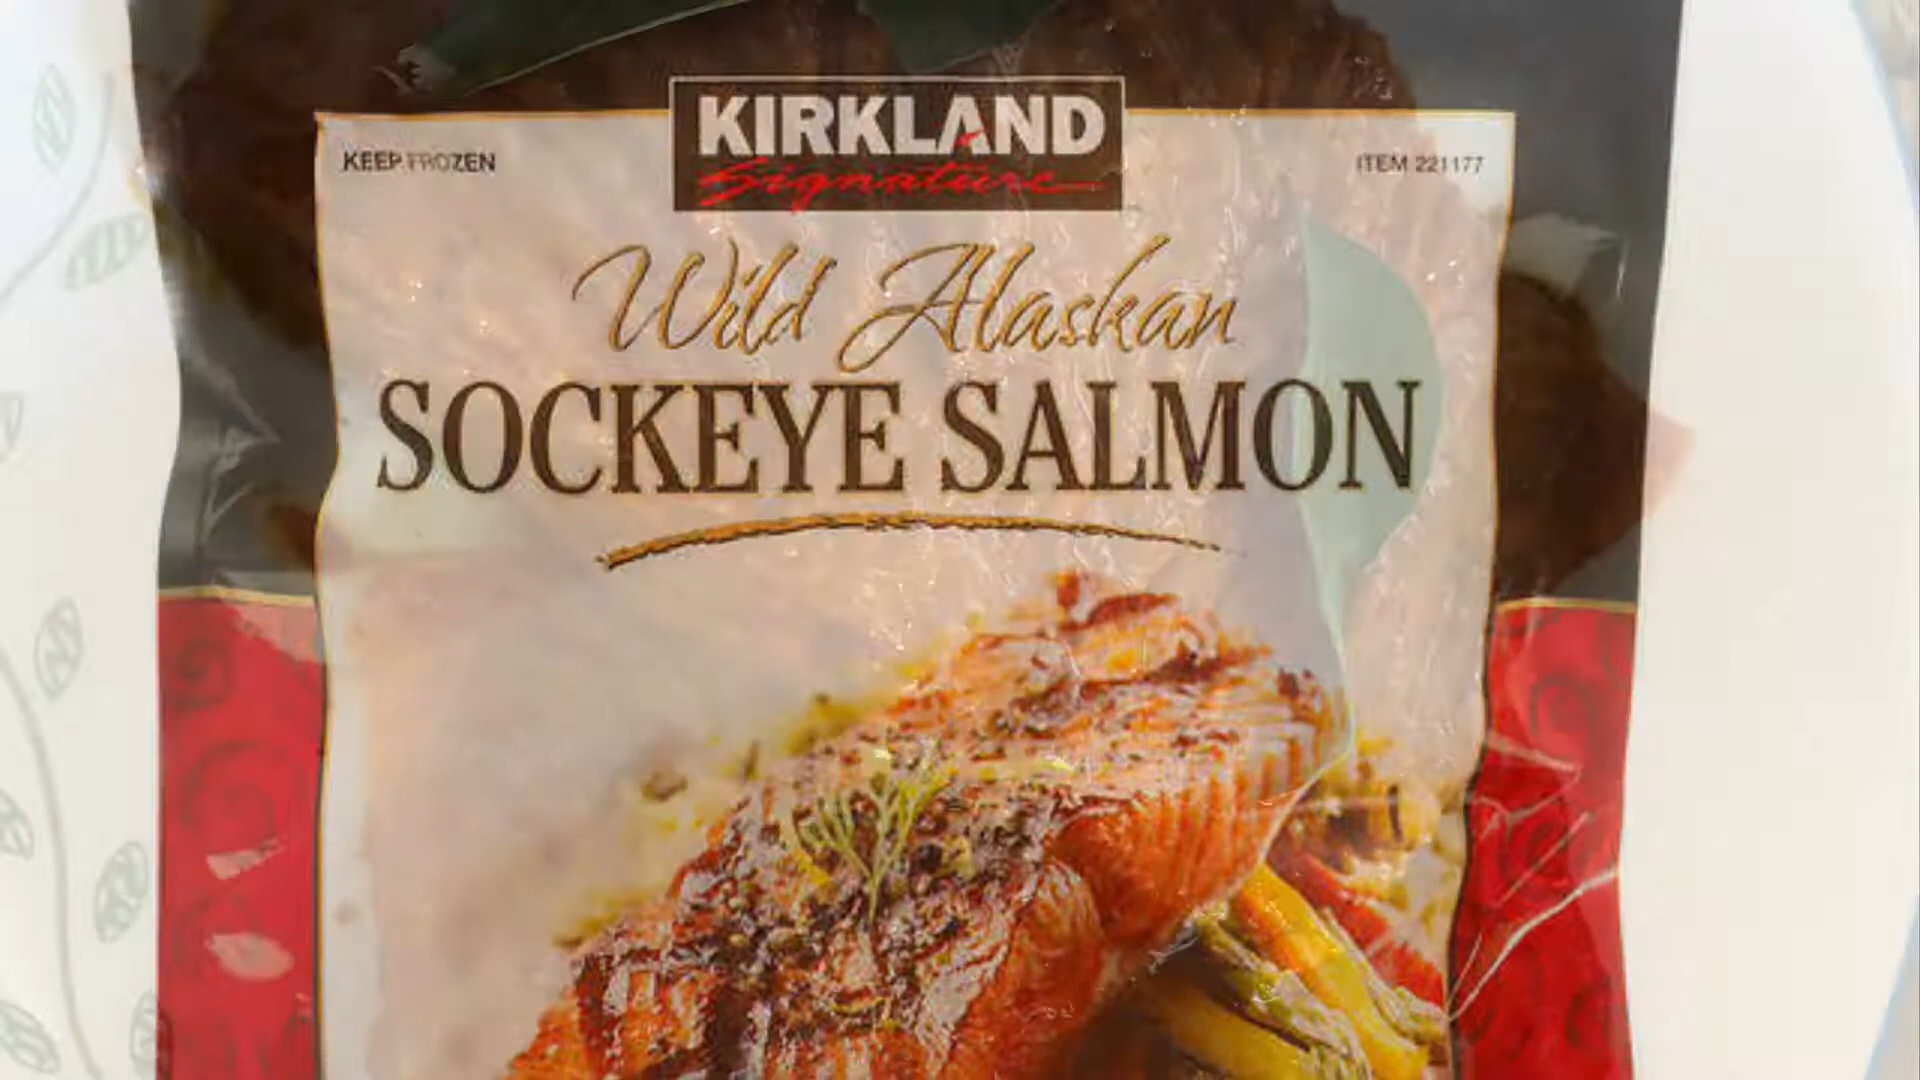 KIRKLAND
Signature
KEEP FROZEN
ITEM 221177
Wild Alaskan
SOCKEYE SALMON